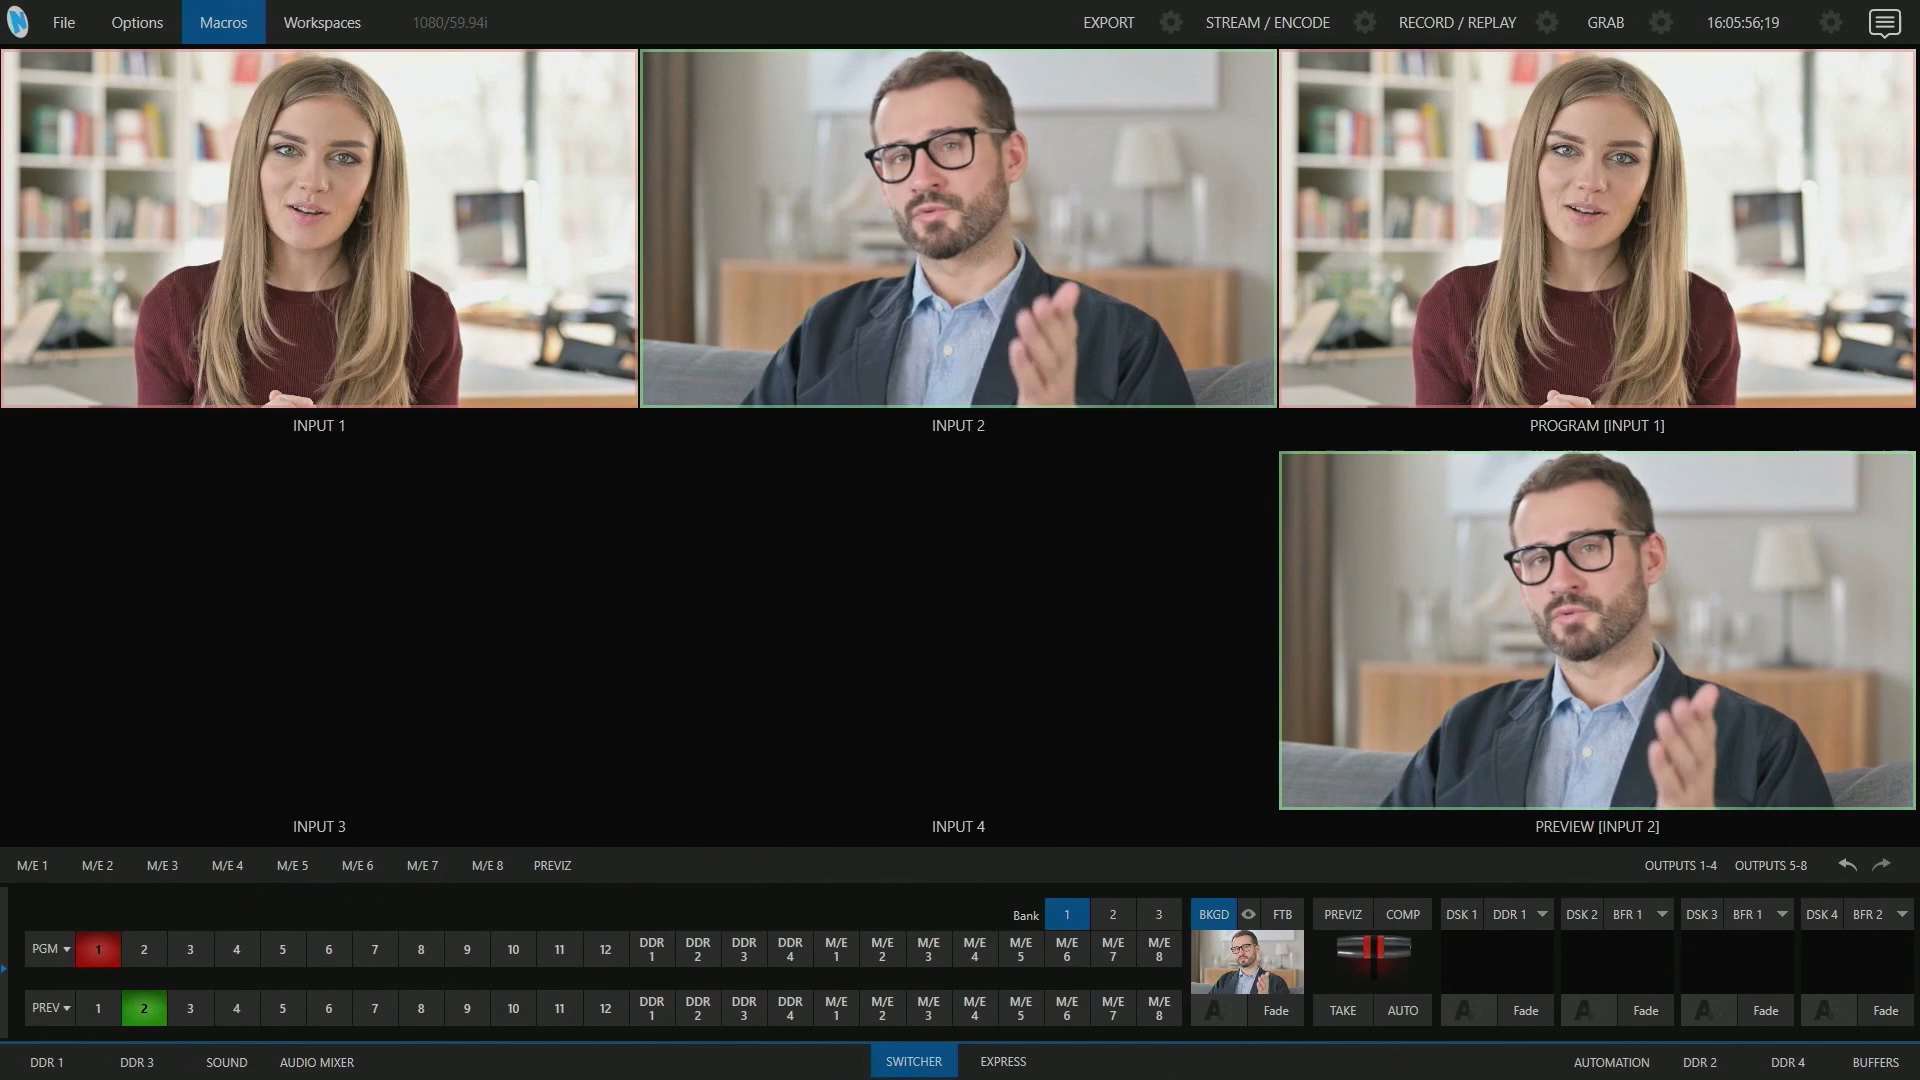 File Options Macros Workspaces 1080/59.94i EXPORT STREAM / ENCODE RECORD / REPLAY GRAB 16:05:56;19
INPUT 1 INPUT 2 PROGRAM [INPUT 1]
INPUT 3 INPUT 4 PREVIEW [INPUT 2]
M/E 1 M/E 2 M/E 3 M/E 4 M/E 5 M/E 6 M/E 7 M/E 8 PREVIZ OUTPUTS 1-4 OUTPUTS 5-8
Bank 1 2 3 BKGD FTB PREVIZ COMP DSK 1 DDR 1 DSK 2 BFR 1 DSK 3 BFR 1 DSK 4 BFR 2
PGM 1 2 3 4 5 6 7 8 9 10 11 12 DDR 1 DDR 2 DDR 3 DDR 4 M/E 1 M/E 2 M/E 3 M/E 4 M/E 5 M/E 6 M/E 7 M/E 8
PREV 1 2 3 4 5 6 7 8 9 10 11 12 DDR 1 DDR 2 DDR 3 DDR 4 M/E 1 M/E 2 M/E 3 M/E 4 M/E 5 M/E 6 M/E 7 M/E 8 Fade TAKE AUTO Fade Fade Fade Fade
DDR 1 DDR 3 SOUND AUDIO MIXER SWITCHER EXPRESS AUTOMATION DDR 2 DDR 4 BUFFERS